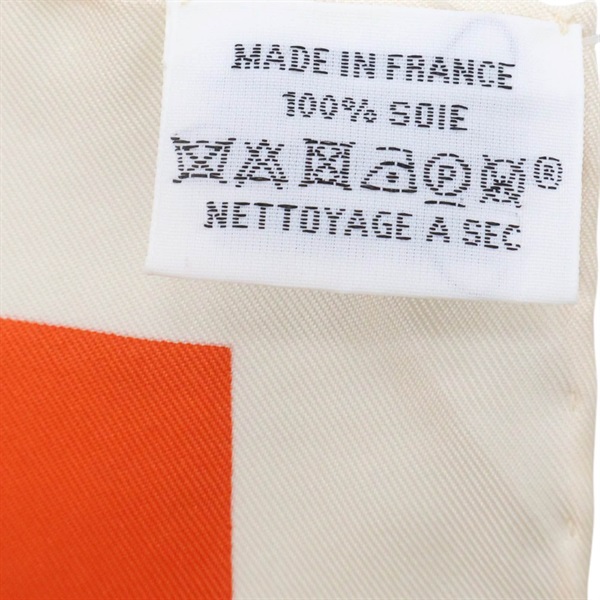 MADE IN FRANCE
100% SOIE
P W ®
NETTOYAGE A SEC